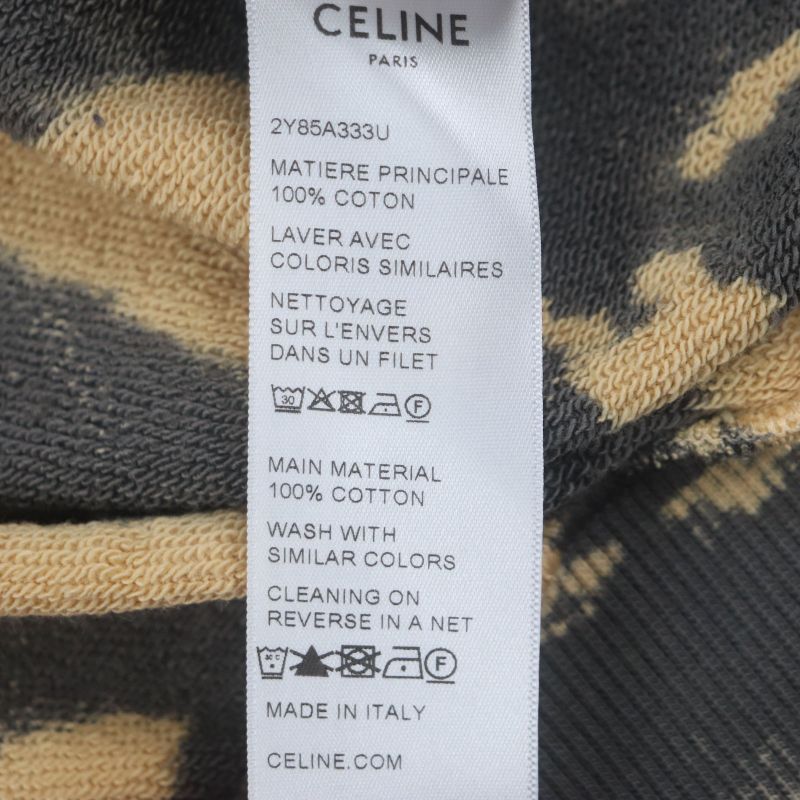 CELINE
PARIS
2Y85A333U
MATIERE PRINCIPALE
100% COTON
LAVER AVEC
COLORIS SIMILAIRES
NETTOYAGE
SUR L'ENVERS
DANS UN FILET
30 F
MAIN MATERIAL
100% COTTON
WASH WITH
SIMILAR COLORS
CLEANING ON
REVERSE IN A NET
F
MADE IN ITALY
CELINE.COM